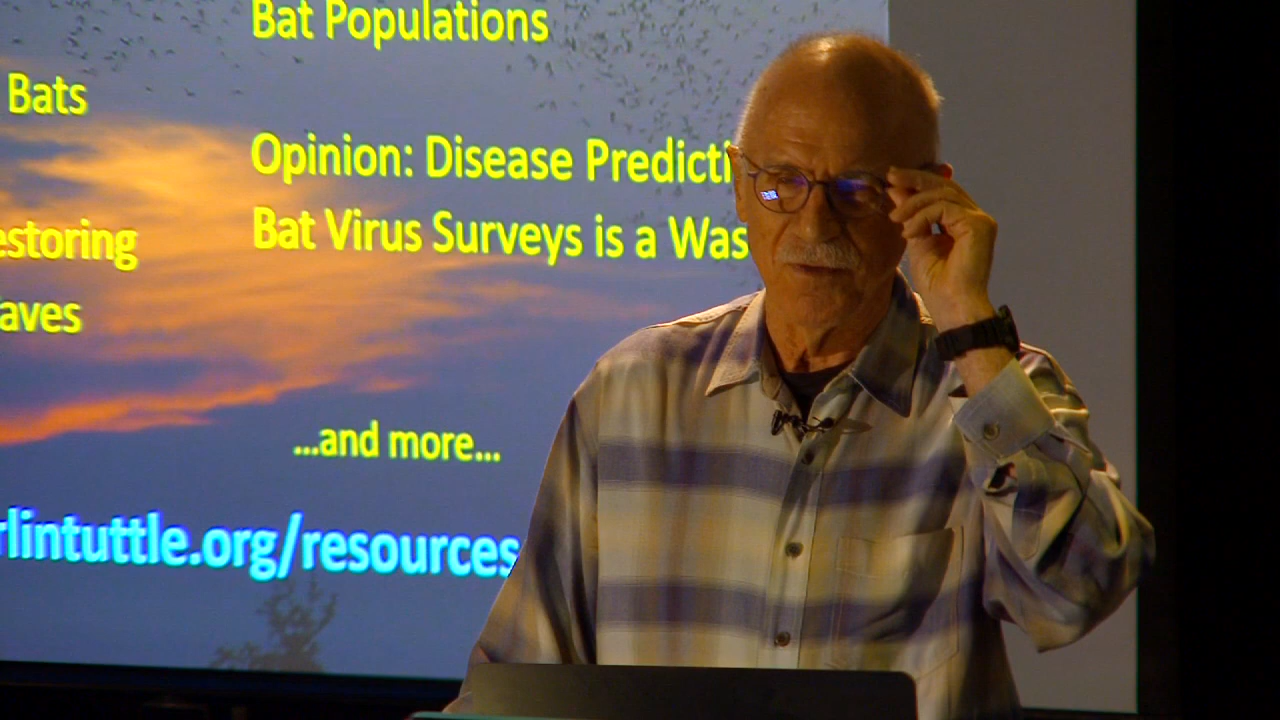 Bats
estoring
aves
Bat Populations
Opinion: Disease Predicti
Bat Virus Surveys is a Was
...and more...
rlintuttle.org/resources